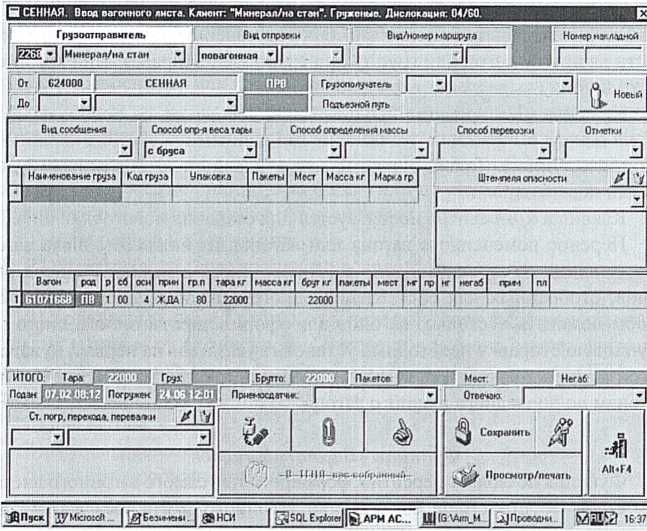 СЕННАЯ. Ввод вагонного листа. Клиент: "Минерал/на стан". Груженые. Дислокация: 04/60.
Грузоотправитель Вид отправки Вид/номер маршрута Номер накладной
2268 Минерал/на стан повагонная
От 624000 СЕННАЯ ПРВ Грузополучатель
Новый
До Подъезной путь
Вид сообщения Способ опр-я веса тары Способ определения массы Способ перевозки Отметки
с бруса
Наименование груза Код груза Упаковка Пакеты Мест Масса кг Марка гр Штемпеля опасности
*
Вагон род р сб оси прин гр.п тара кг масса кг брут кг пакеты мест мг пр нг негаб прим пл
1 61071668 ПВ 1 00 4 ЖДА 80 22000 22000
ИТОГО: Тара: 22000 Груз: Брутто: 22000 Пакетов: Мест: Негаб:
Подан: 07.02 08:12 Погружен: 24.06 12:01 Приемосдатчик: Отвечаю:
Ст. погр, перехода, перевалки
Сохранить
Просмотр/печать
Alt+F4
Пуск Microsoft ... Безимени... НСИ SQL Explorer АРМ АС... (G:\Arm_M... Проводни... 16:37